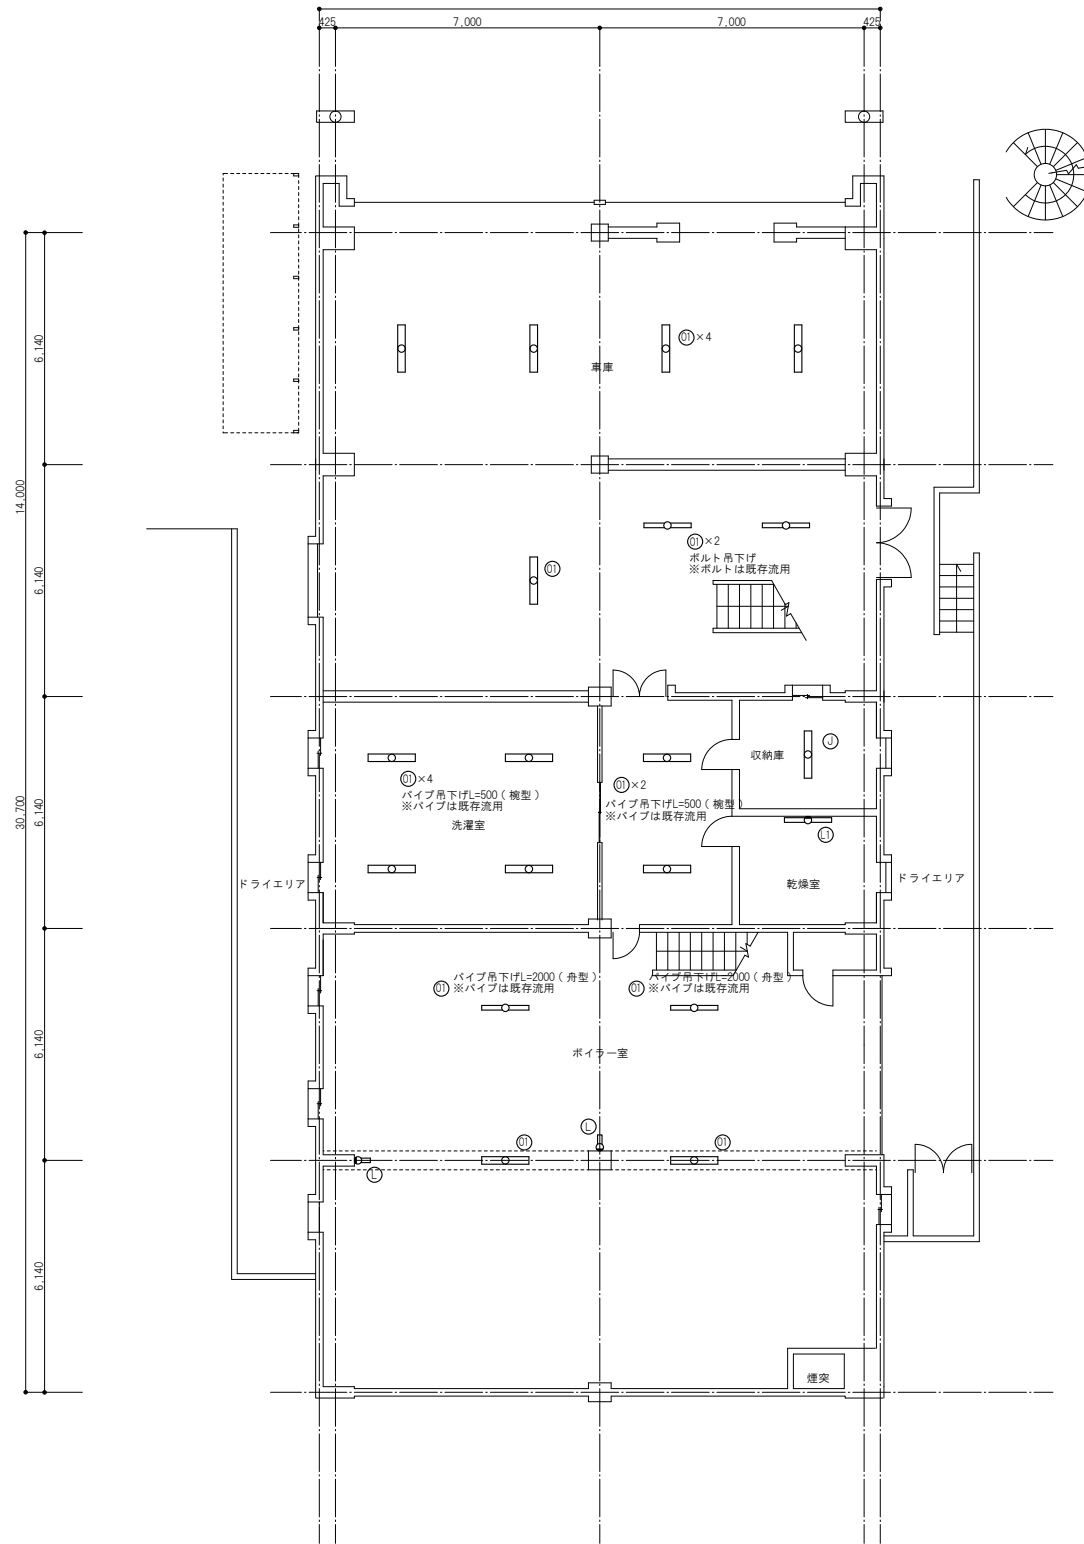 425
7,000
7,000
425
6,140
01×4
車庫
14,000
6,140
01×2
ボルト吊下げ
※ボルトは既存流用
01
30,700
6,140
01×4
パイプ吊下げL=500(椀型)
※パイプは既存流用
洗濯室
01×2
パイプ吊下げL=500(椀型)
※パイプは既存流用
収納庫
J
L1
乾燥室
ドライエリア
ドライエリア
6,140
パイプ吊下げL=2000(舟型)
01 ※パイプは既存流用
パイプ吊下げL=2000(舟型)
01 ※パイプは既存流用
ボイラー室
L
01
01
L
6,140
煙突